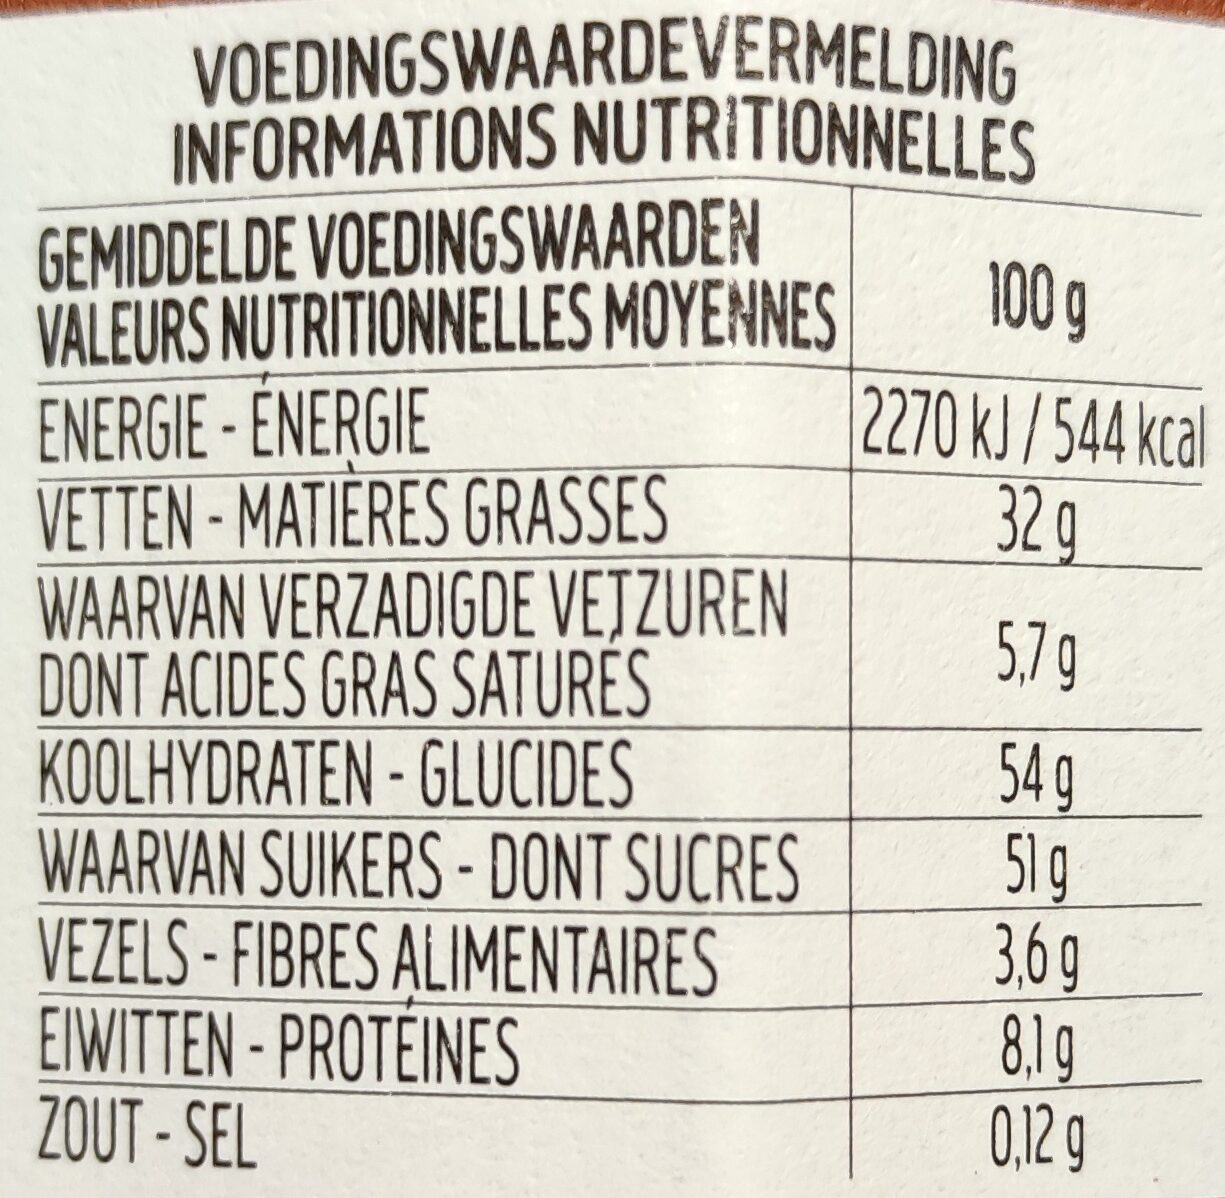 VOEDINGSWAARDEVERMELDING
INFORMATIONS NUTRITIONNELLES
GEMIDDELDE VOEDINGSWAARDEN
VALEURS NUTRITIONNELLES MOYENNES
100 g
ENERGIE - ÉNERGIE 2270 kJ / 544 kcal
VETTEN - MATIÈRES GRASSES 32 g
WAARVAN VERZADIGDE VETZUREN
DONT ACIDES GRAS SATURÉS
5,7 g
KOOLHYDRATEN - GLUCIDES 54 g
WAARVAN SUIKERS - DONT SUCRES 51 g
VEZELS - FIBRES ALIMENTAIRES 3,6 g
EIWITTEN - PROTÉINES 8,1 g
ZOUT - SEL 0,12 g